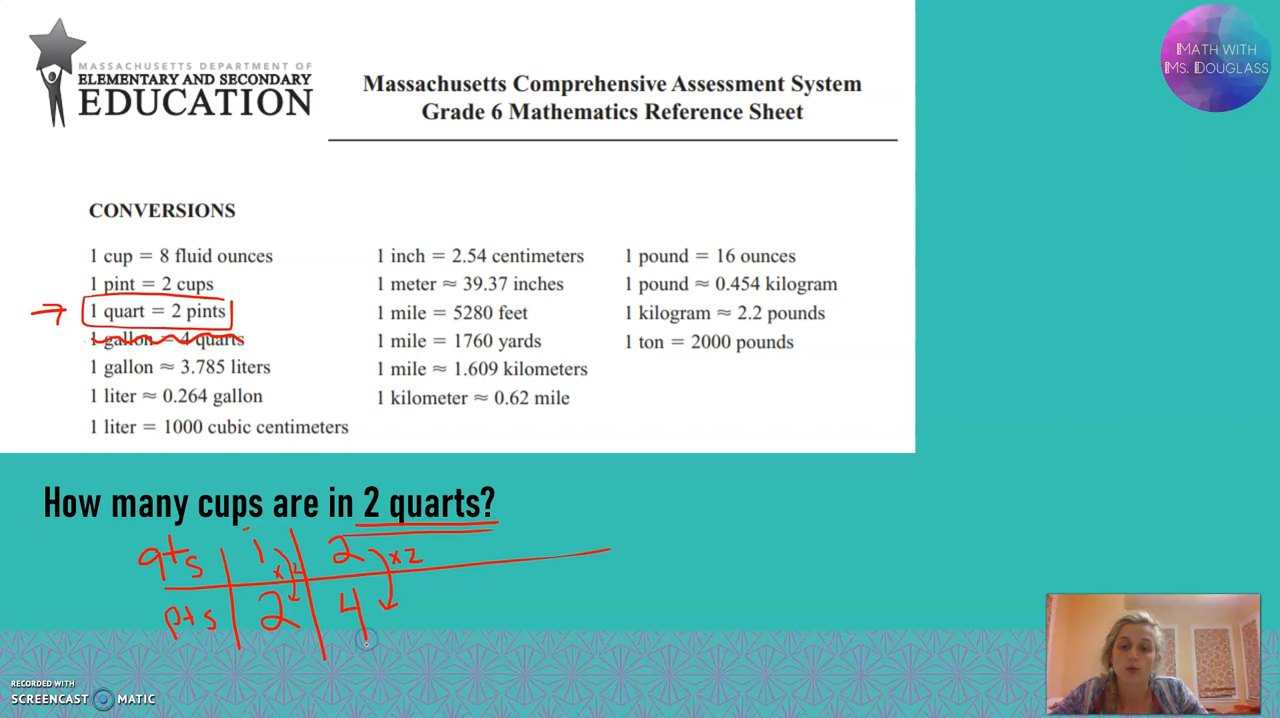 MATH WITH
MS. DOUGLASS
MASSACHUSETTS DEPARTMENT OF
ELEMENTARY AND SECONDARY
EDUCATION
Massachusetts Comprehensive Assessment System
Grade 6 Mathematics Reference Sheet
CONVERSIONS
1 cup = 8 fluid ounces
1 pint = 2 cups
1 quart = 2 pints
1 gallon = 4 quarts
1 gallon ≈ 3.785 liters
1 liter ≈ 0.264 gallon
1 liter = 1000 cubic centimeters
1 inch = 2.54 centimeters
1 meter ≈ 39.37 inches
1 mile = 5280 feet
1 mile = 1760 yards
1 mile ≈ 1.609 kilometers
1 kilometer ≈ 0.62 mile
1 pound = 16 ounces
1 pound ≈ 0.454 kilogram
1 kilogram ≈ 2.2 pounds
1 ton = 2000 pounds
How many cups are in 2 quarts?
qts 1 x2 2 x2
pts 2 4
RECORDED WITH
SCREENCAST MATIC